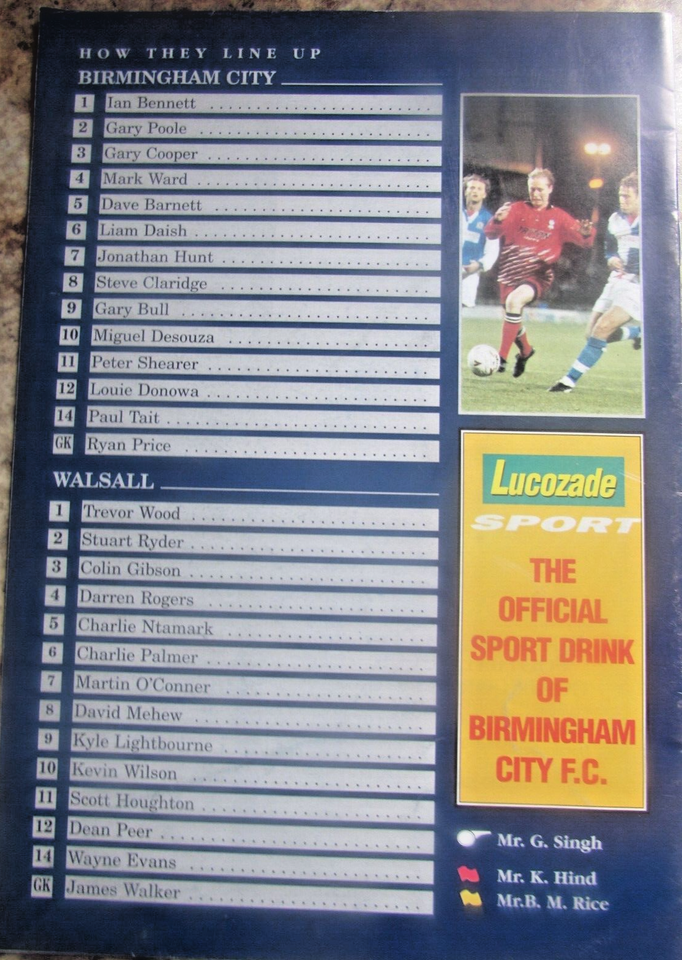 HOW THEY LINE UP
BIRMINGHAM CITY
1 Ian Bennett
2 Gary Poole
3 Gary Cooper
4 Mark Ward
5 Dave Barnett
6 Liam Daish
7 Jonathan Hunt
8 Steve Claridge
9 Gary Bull
10 Miguel Desouza
11 Peter Shearer
12 Louie Donowa
14 Paul Tait
GK Ryan Price
WALSALL
1 Trevor Wood
2 Stuart Ryder
3 Colin Gibson
4 Darren Rogers
5 Charlie Ntamark
6 Charlie Palmer
7 Martin O'Conner
8 David Mehew
9 Kyle Lightbourne
10 Kevin Wilson
11 Scott Houghton
12 Dean Peer
14 Wayne Evans
GK James Walker
Lucozade
SPORT
THE
OFFICIAL
SPORT DRINK
OF
BIRMINGHAM
CITY F.C.
Mr. G. Singh
Mr. K. Hind
Mr.B. M. Rice